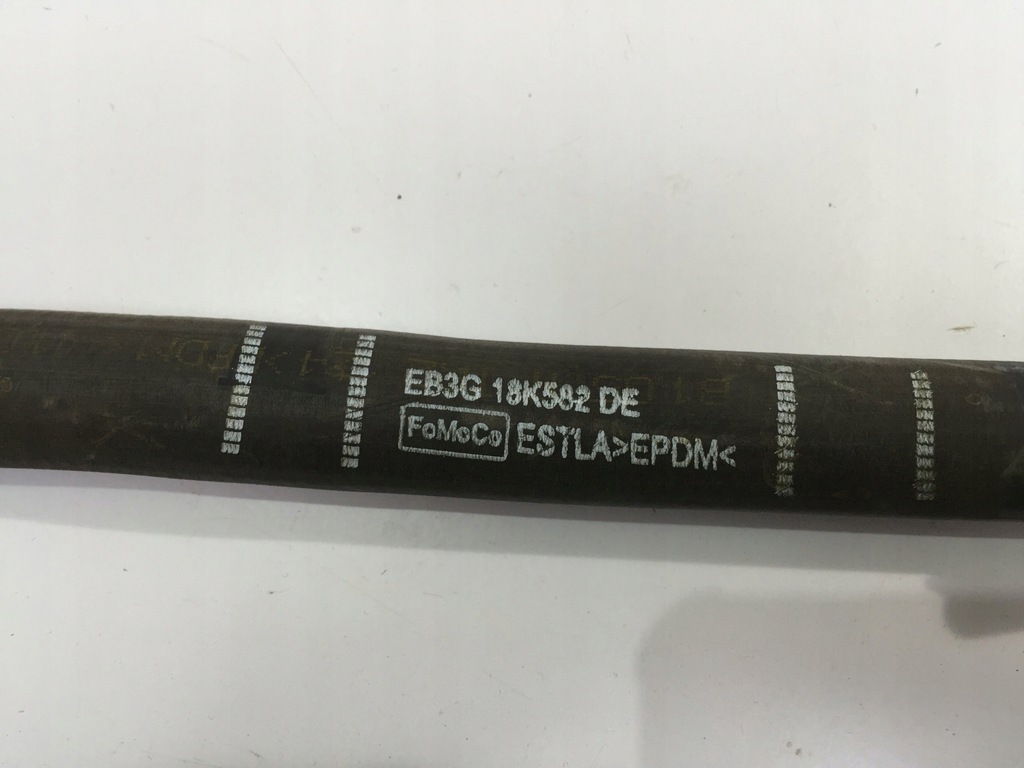 EB3G 18K582 DE
FoMoCo ESTLA>EPDM<